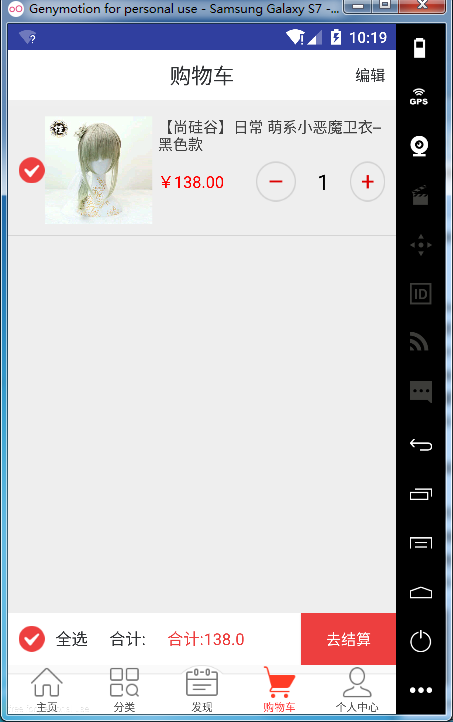 Genymotion for personal use - Samsung Galaxy S7 -...
10:19
购物车
编辑
【尚硅谷】日常 萌系小恶魔卫衣–
黑色款
￥138.00
1
GPS
ID
全选
合计:
合计:138.0
去结算
主页
分类
发现
购物车
个人中心